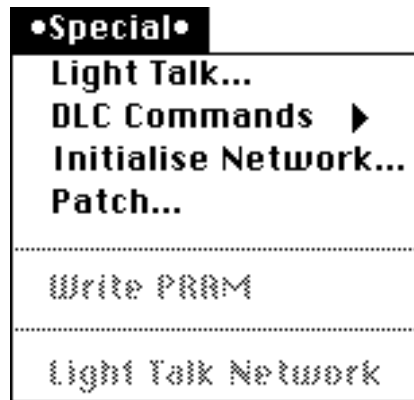 •Special•
Light Talk...
DLC Commands ▶
Initialise Network...
Patch...
Write PRAM
Light Talk Network